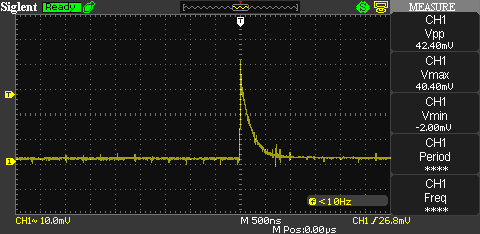 Siglent Ready MEASURE
T
CH1
Vpp
42.40mV
CH1
Vmax
40.40mV
T
CH1
Vmin
-2.00mV
1
CH1
Period
****
CH1
Freq
****
f <10Hz
CH1~ 10.0mV M 500ns CH1 / 26.8mV
M Pos:0.00µs